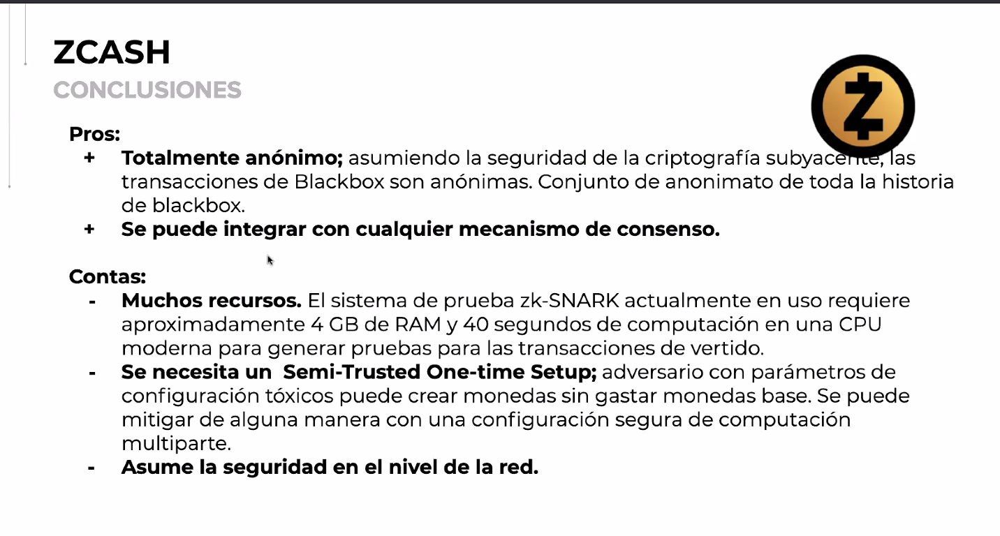 ZCASH
CONCLUSIONES
Pros:
+ Totalmente anónimo; asumiendo la seguridad de la criptografía subyacente, las
transacciones de Blackbox son anónimas. Conjunto de anonimato de toda la historia
de blackbox.
+ Se puede integrar con cualquier mecanismo de consenso.
Contas:
- Muchos recursos. El sistema de prueba zk-SNARK actualmente en uso requiere
aproximadamente 4 GB de RAM y 40 segundos de computación en una CPU
moderna para generar pruebas para las transacciones de vertido.
- Se necesita un  Semi-Trusted One-time Setup; adversario con parámetros de
configuración tóxicos puede crear monedas sin gastar monedas base. Se puede
mitigar de alguna manera con una configuración segura de computación
multiparte.
- Asume la seguridad en el nivel de la red.